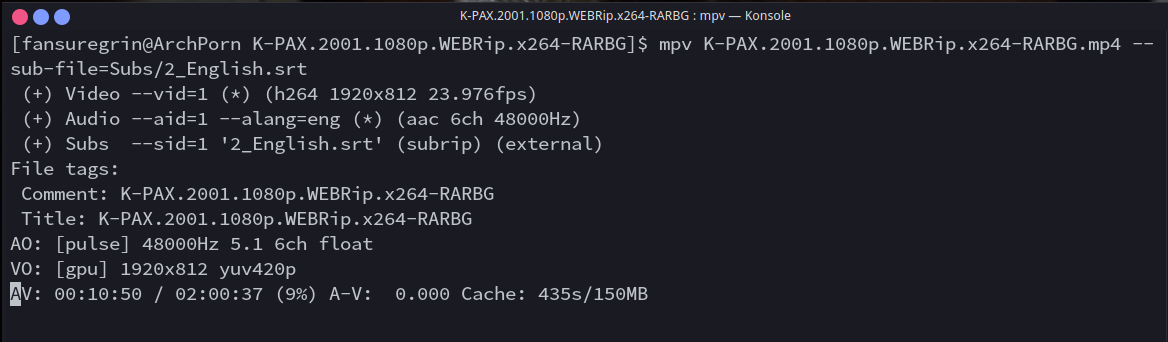 K-PAX.2001.1080p.WEBRip.x264-RARBG : mpv — Konsole
[fansuregrin@ArchPorn K-PAX.2001.1080p.WEBRip.x264-RARBG]$ mpv K-PAX.2001.1080p.WEBRip.x264-RARBG.mp4 --
sub-file=Subs/2_English.srt
 (+) Video --vid=1 (*) (h264 1920x812 23.976fps)
 (+) Audio --aid=1 --alang=eng (*) (aac 6ch 48000Hz)
 (+) Subs  --sid=1 '2_English.srt' (subrip) (external)
File tags:
 Comment: K-PAX.2001.1080p.WEBRip.x264-RARBG
 Title: K-PAX.2001.1080p.WEBRip.x264-RARBG
AO: [pulse] 48000Hz 5.1 6ch float
VO: [gpu] 1920x812 yuv420p
AV: 00:10:50 / 02:00:37 (9%) A-V:  0.000 Cache: 435s/150MB